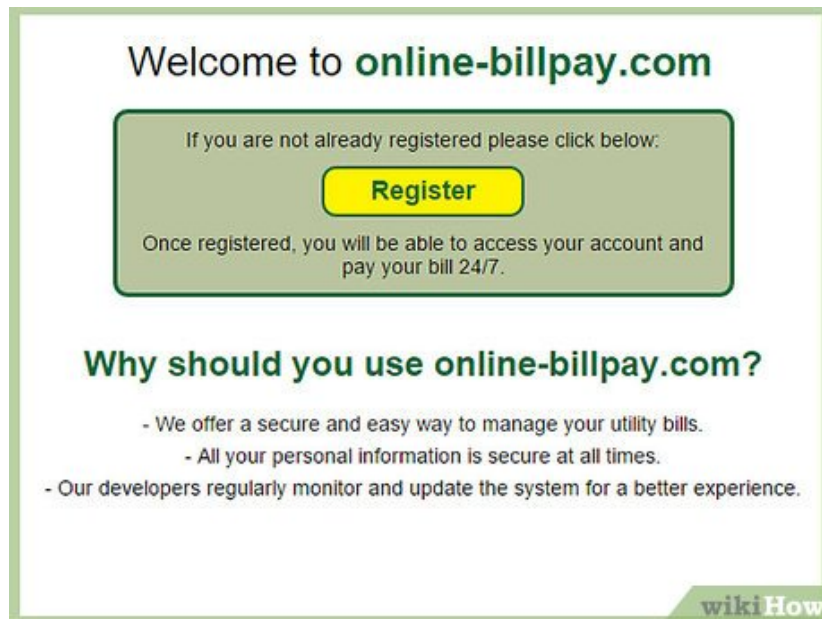 Welcome to online-billpay.com
If you are not already registered please click below:
Register
Once registered, you will be able to access your account and
pay your bill 24/7.
Why should you use online-billpay.com?
- We offer a secure and easy way to manage your utility bills.
- All your personal information is secure at all times.
- Our developers regularly monitor and update the system for a better experience.
wikiHow